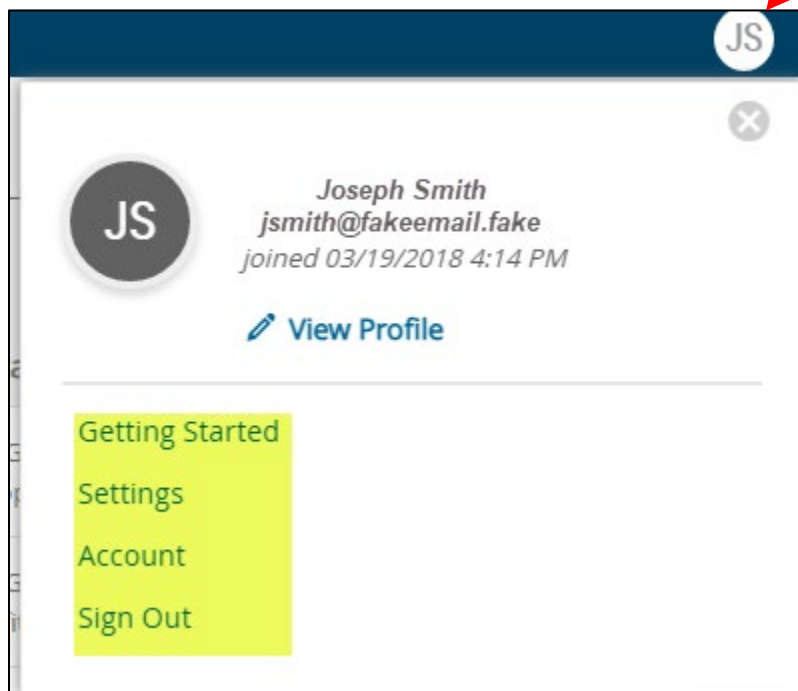 JS
JS
Joseph Smith
jsmith@fakeemail.fake
joined 03/19/2018 4:14 PM
View Profile
Getting Started
Settings
Account
Sign Out